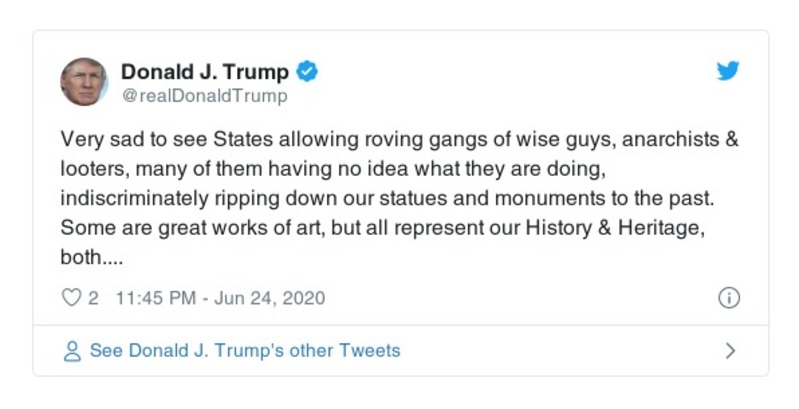 Donald J. Trump
@realDonaldTrump
Very sad to see States allowing roving gangs of wise guys, anarchists &
looters, many of them having no idea what they are doing,
indiscriminately ripping down our statues and monuments to the past.
Some are great works of art, but all represent our History & Heritage,
both....
2 11:45 PM - Jun 24, 2020
See Donald J. Trump's other Tweets